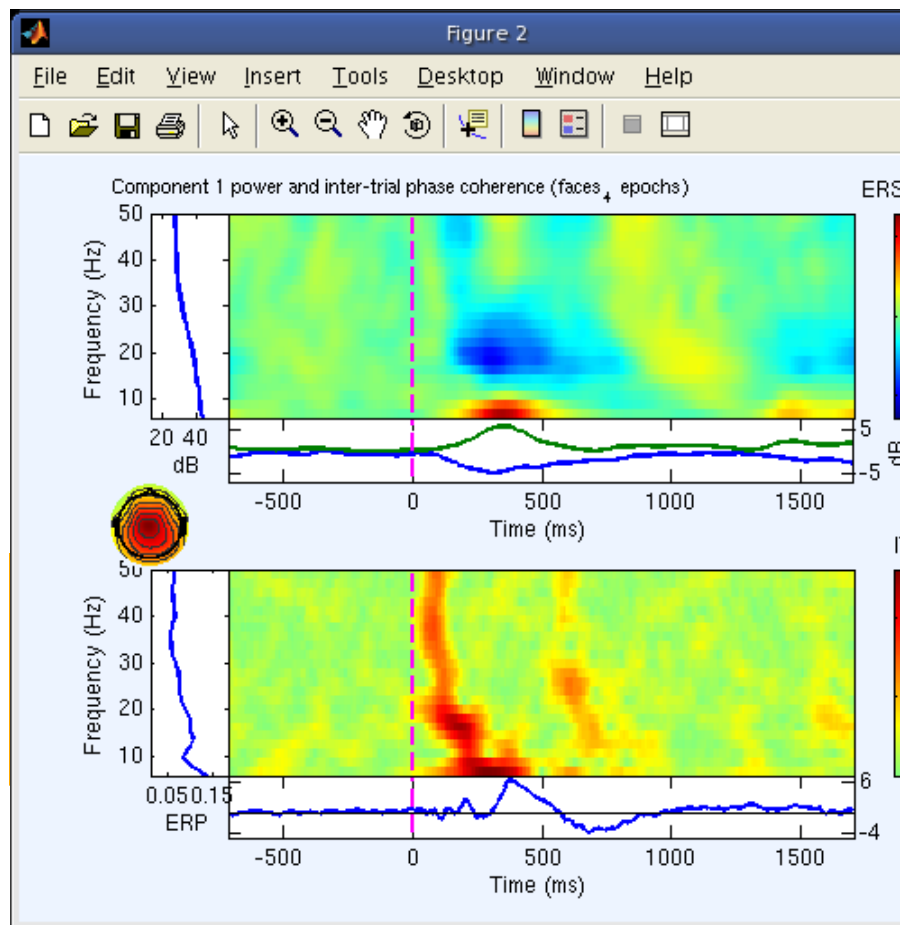 Figure 2
File Edit View Insert Tools Desktop Window Help
Component 1 power and inter-trial phase coherence (faces_4 epochs)
ERS
Frequency (Hz)
50
40
30
20
10
20 40
dB
5
-5
dB
-500 0 500 1000 1500
Time (ms)
Frequency (Hz)
50
40
30
20
10
0.05 0.15
ERP
6
-4
-500 0 500 1000 1500
Time (ms)